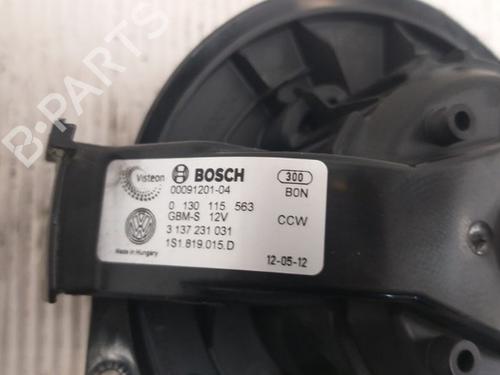 B-PARTS
Visteon
BOSCH
300
00091201-04
B0N
0 130 115 563
GBM-S 12V
CCW
3 137 231 031
Made in Hungary
1S1.819.015.D
12-05-12